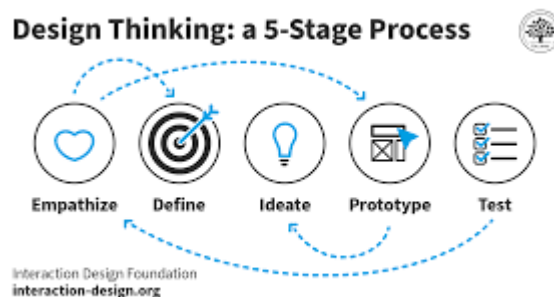 Design Thinking: a 5-Stage Process
Empathize
Define
Ideate
Prototype
Test
Interaction Design Foundation
interaction-design.org